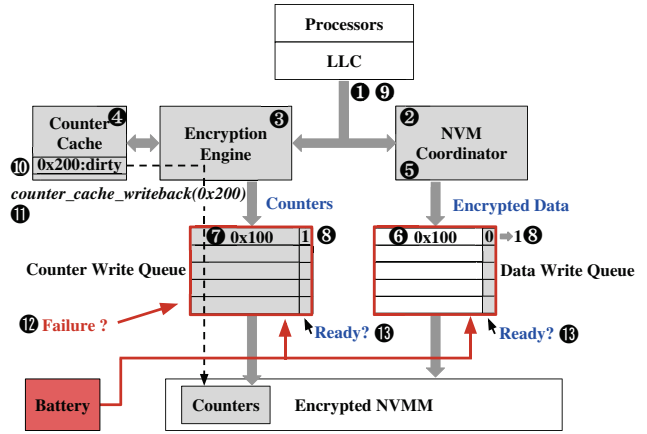 Processors
LLC
❶ ❾
Counter
Cache
❹
Encryption
Engine
❸
❷
NVM
Coordinator
❺
❿ 0x200:dirty
counter_cache_writeback(0x200)
⓫
Counters
Encrypted Data
❼ 0x100 1 ❽
❻ 0x100 0 1 ❽
Counter Write Queue
Data Write Queue
⓬ Failure ?
Ready? ⓭
Ready? ⓭
Battery
Counters
Encrypted NVMM